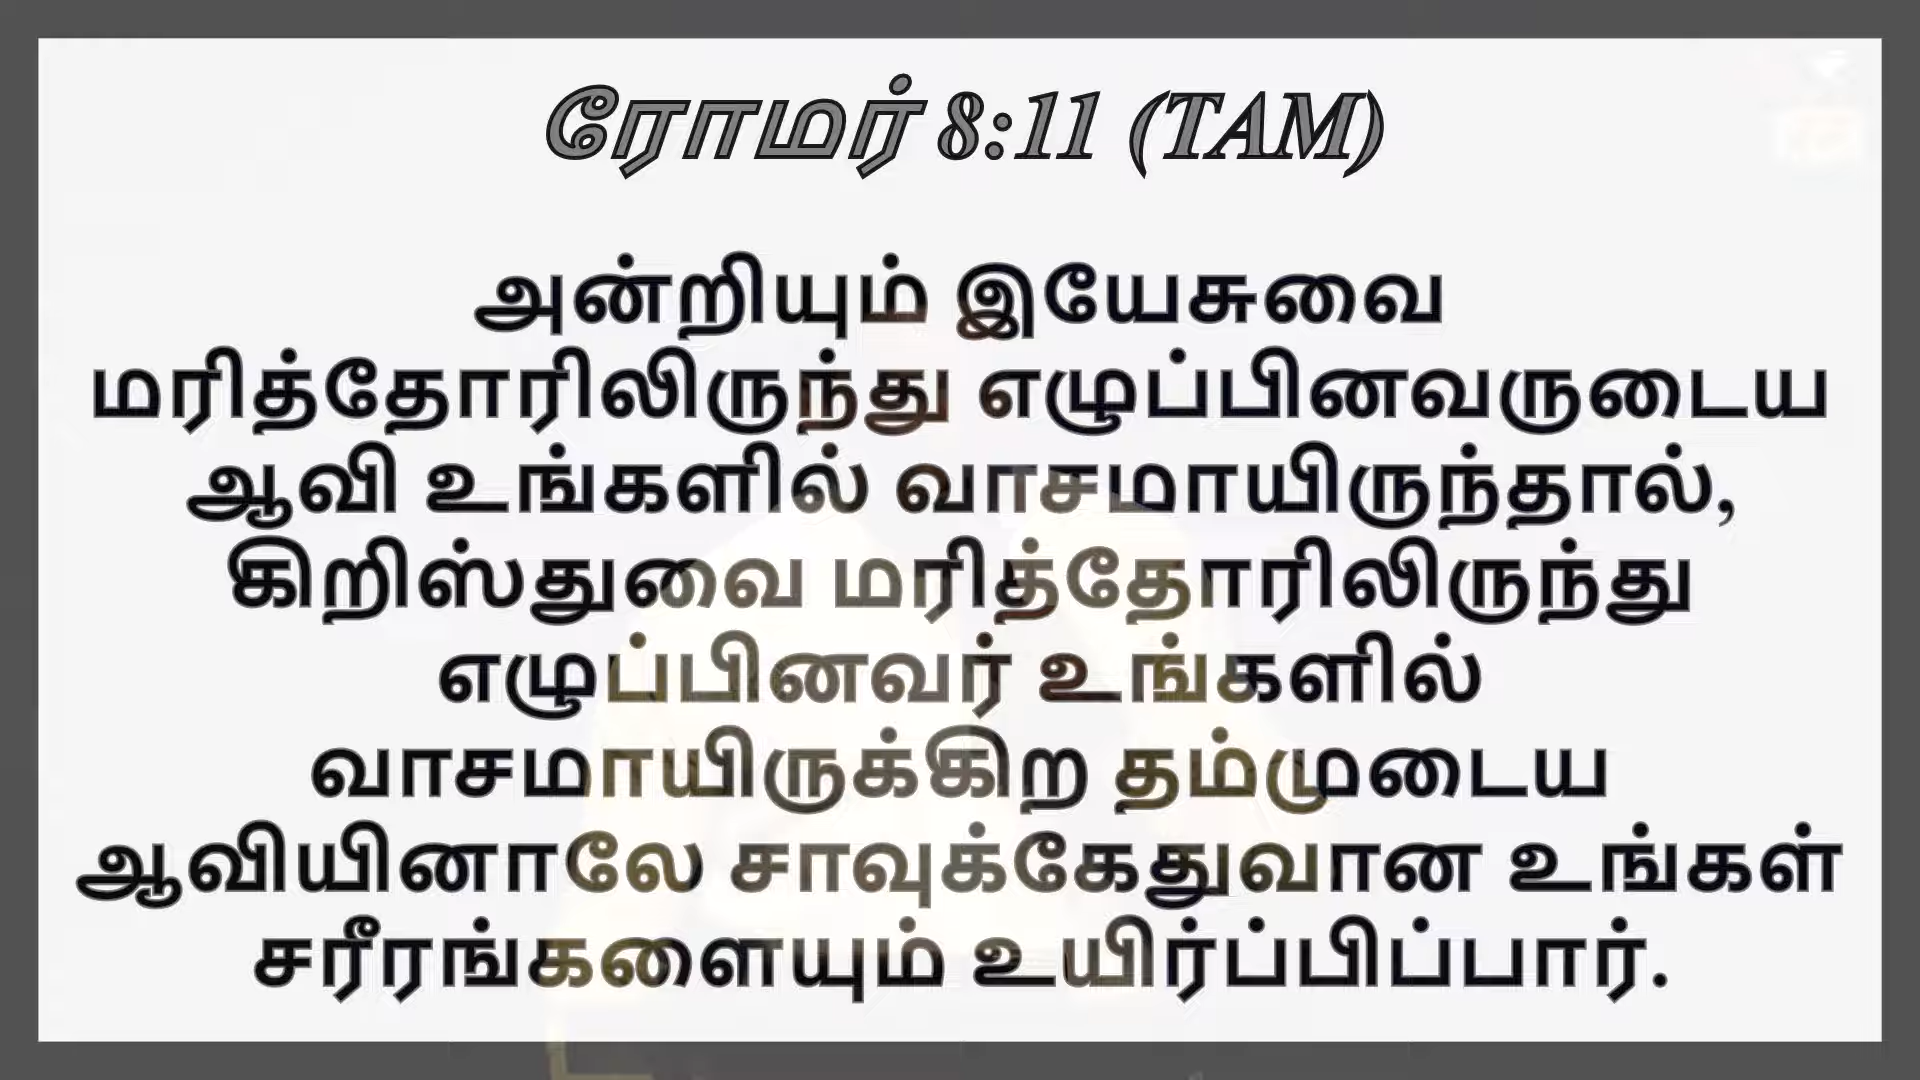 ரோமர் 8:11 (TAM)
அன்றியும் இயேசுவை
மரித்தோரிலிருந்து எழுப்பினவருடைய
ஆவி உங்களில் வாசமாயிருந்தால்,
கிறிஸ்துவை மரித்தோரிலிருந்து
எழுப்பினவர் உங்களில்
வாசமாயிருக்கிற தம்முடைய
ஆவியினாலே சாவுக்கேதுவான உங்கள்
சரீரங்களையும் உயிர்ப்பிப்பார்.